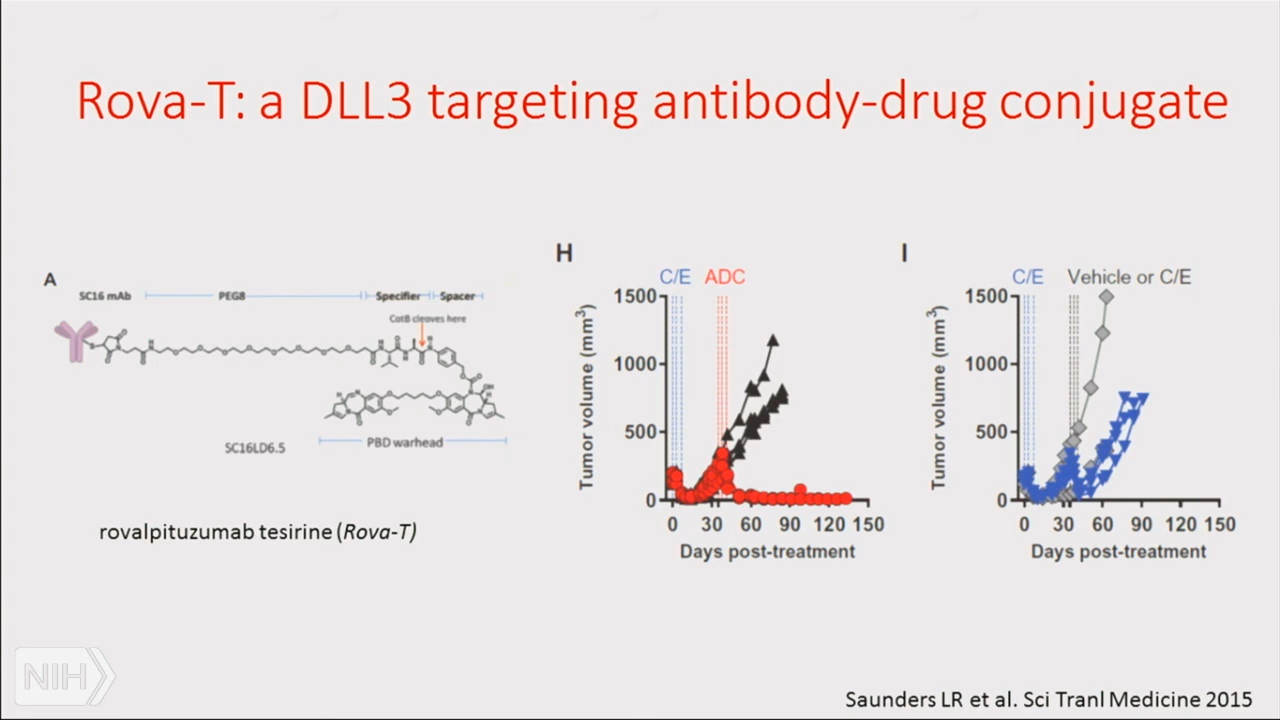 Rova-T: a DLL3 targeting antibody-drug conjugate
A
SC16 mAb
PEG8
Specifier
Spacer
CatB cleaves here
SC16LD6.5
PBD warhead
rovalpituzumab tesirine (Rova-T)
H
C/E ADC
Tumor volume (mm3)
1500
1000
500
0
0 30 60 90 120 150
Days post-treatment
I
C/E Vehicle or C/E
Tumor volume (mm3)
1500
1000
500
0
0 30 60 90 120 150
Days post-treatment
NIH
Saunders LR et al. Sci Tranl Medicine 2015